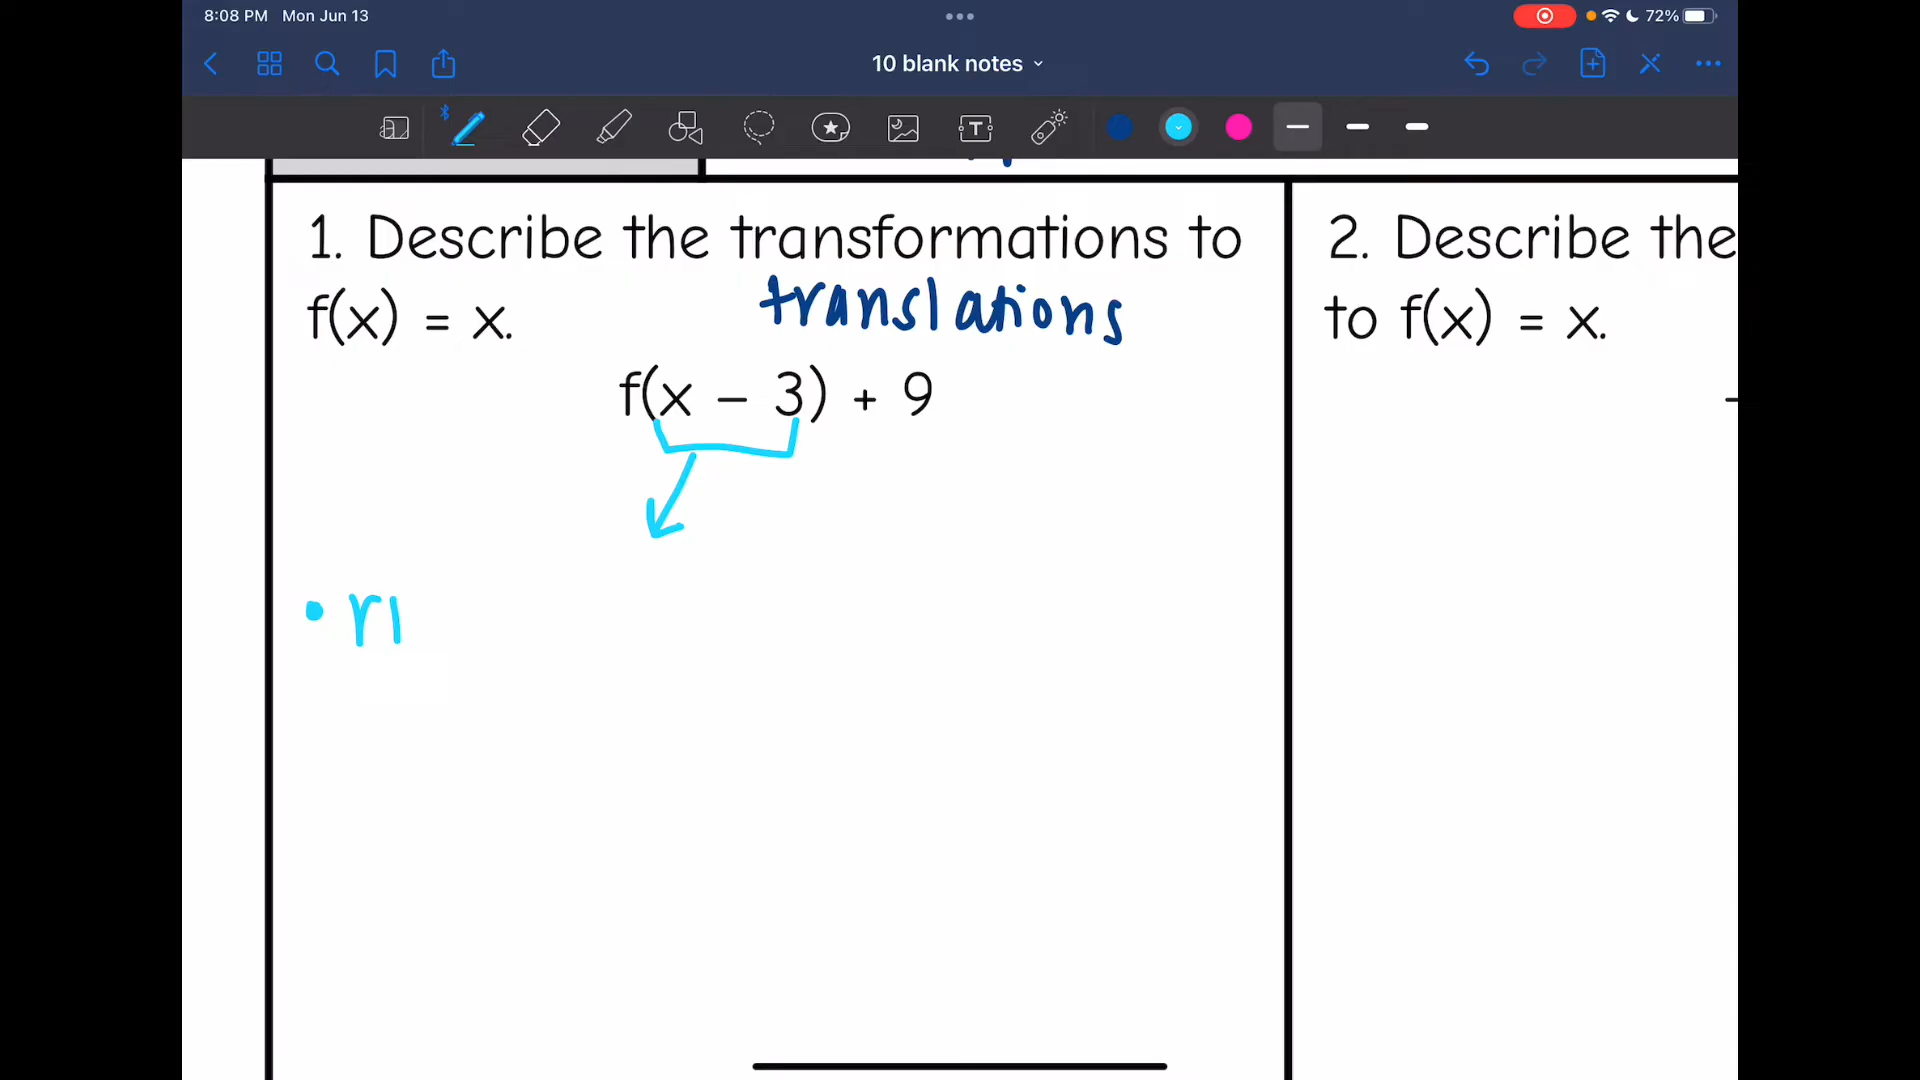 8:08 PM Mon Jun 13
72%
10 blank notes
1. Describe the transformations to
f(x) = x.
translations
f(x – 3) + 9
• ri
2. Describe the
to f(x) = x.